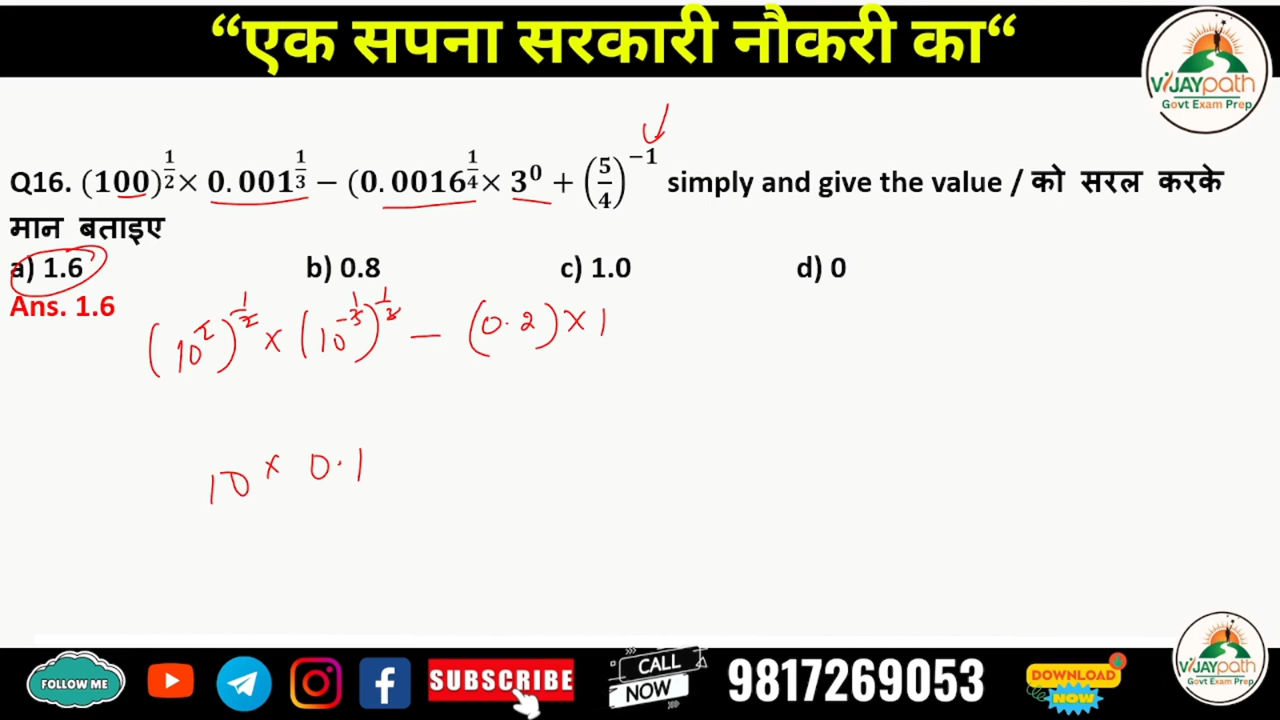 “एक सपना सरकारी नौकरी का“
ViJAYpath
Govt Exam Prep
Q16. (100)^{1/2} × 0.001^{1/3} − (0.0016^{1/4} × 3^0 + (5/4)^{−1} simply and give the value / को सरल करके
मान बताइए
a) 1.6 b) 0.8 c) 1.0 d) 0
Ans. 1.6
(10^2)^{1/2} × (10^{-3})^{1/3} − (0.2) × 1
10 × 0.1
ViJAYpath
Govt Exam Prep
FOLLOW ME SUBSCRIBE CALL NOW 9817269053 DOWNLOAD NOW